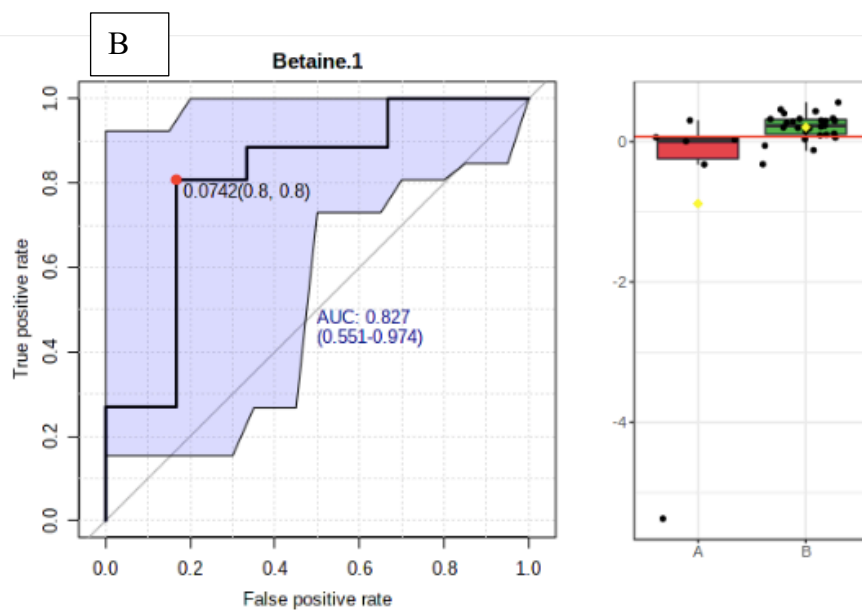 B
Betaine.1
True positive rate
1.0
0.8
0.6
0.4
0.2
0.0
0.0742(0.8, 0.8)
AUC: 0.827
(0.551-0.974)
0.0 0.2 0.4 0.6 0.8 1.0
False positive rate
0
-2
-4
A B